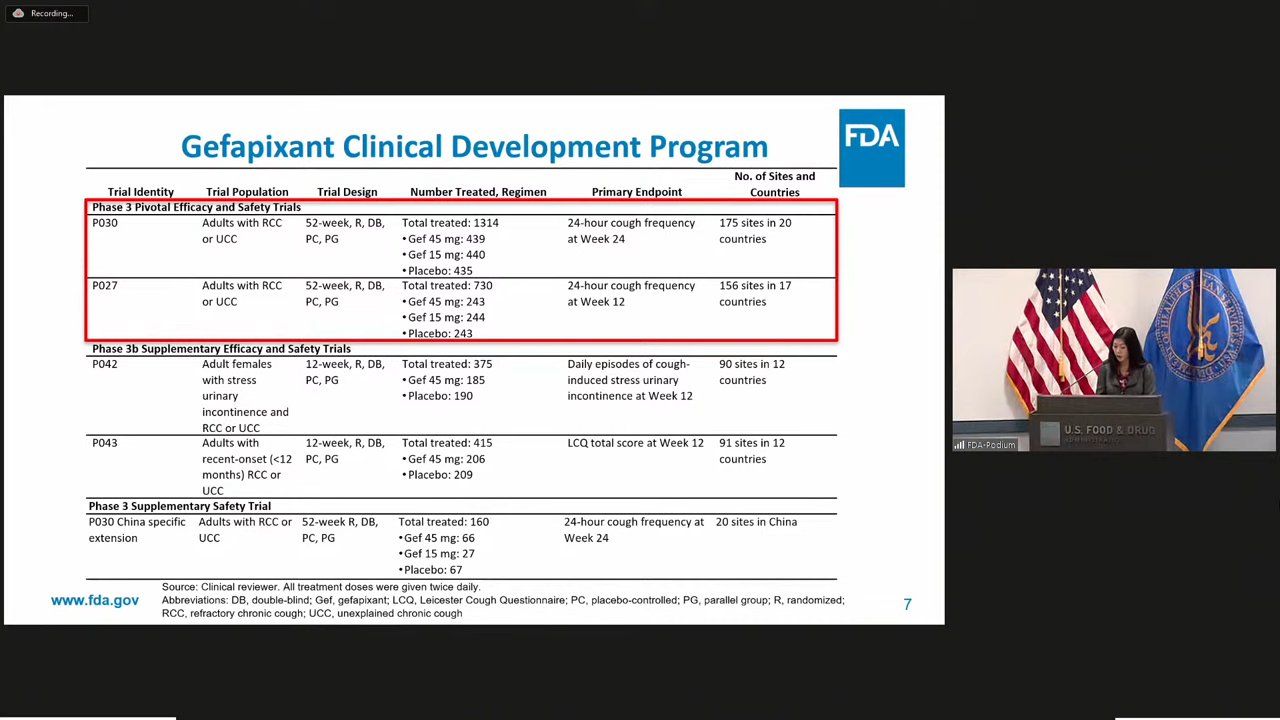 Recording...
Gefapixant Clinical Development Program
FDA
Trial Identity Trial Population Trial Design Number Treated, Regimen Primary Endpoint No. of Sites and Countries
Phase 3 Pivotal Efficacy and Safety Trials
P030 Adults with RCC 52-week, R, DB, Total treated: 1314 24-hour cough frequency 175 sites in 20
or UCC PC, PG • Gef 45 mg: 439 at Week 24 countries
• Gef 15 mg: 440
• Placebo: 435
P027 Adults with RCC 52-week, R, DB, Total treated: 730 24-hour cough frequency 156 sites in 17
or UCC PC, PG • Gef 45 mg: 243 at Week 12 countries
• Gef 15 mg: 244
• Placebo: 243
Phase 3b Supplementary Efficacy and Safety Trials
P042 Adult females 12-week, R, DB, Total treated: 375 Daily episodes of cough- 90 sites in 12
with stress PC, PG • Gef 45 mg: 185 induced stress urinary countries
urinary • Placebo: 190 incontinence at Week 12
incontinence and
RCC or UCC
P043 Adults with 12-week, R, DB, Total treated: 415 LCQ total score at Week 12 91 sites in 12
recent-onset (<12 PC, PG • Gef 45 mg: 206 countries
months) RCC or • Placebo: 209
UCC
Phase 3 Supplementary Safety Trial
P030 China specific Adults with RCC or 52-week R, DB, Total treated: 160 24-hour cough frequency at 20 sites in China
extension UCC PC, PG • Gef 45 mg: 66 Week 24
• Gef 15 mg: 27
• Placebo: 67
Source: Clinical reviewer. All treatment doses were given twice daily.
Abbreviations: DB, double-blind; Gef, gefapixant; LCQ, Leicester Cough Questionnaire; PC, placebo-controlled; PG, parallel group; R, randomized;
RCC, refractory chronic cough; UCC, unexplained chronic cough
www.fda.gov
7
U.S. FOOD & DRUG
ADMINISTRATION
FDA-Podium